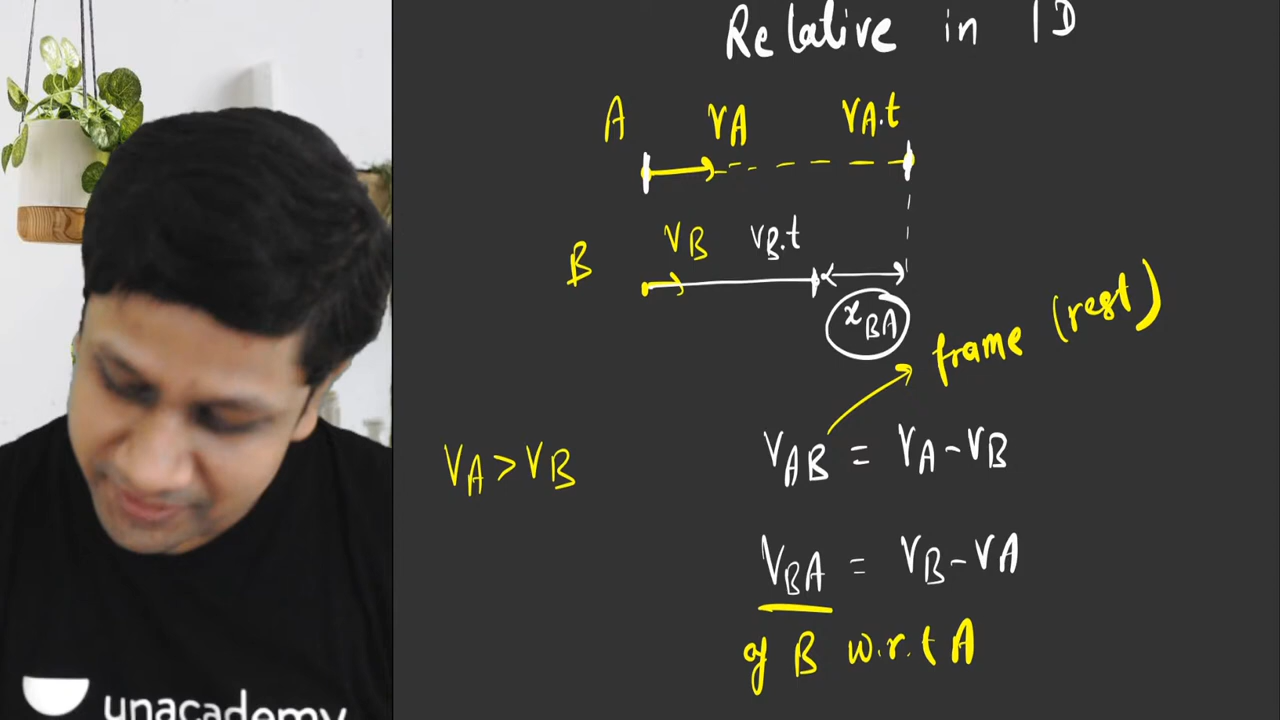 Relative in 1D
A vA vA.t
B vB vB.t
xBA
frame (rest)
vA > vB
vAB = vA - vB
vBA = vB - vA
of B w.r.t A
unacademy